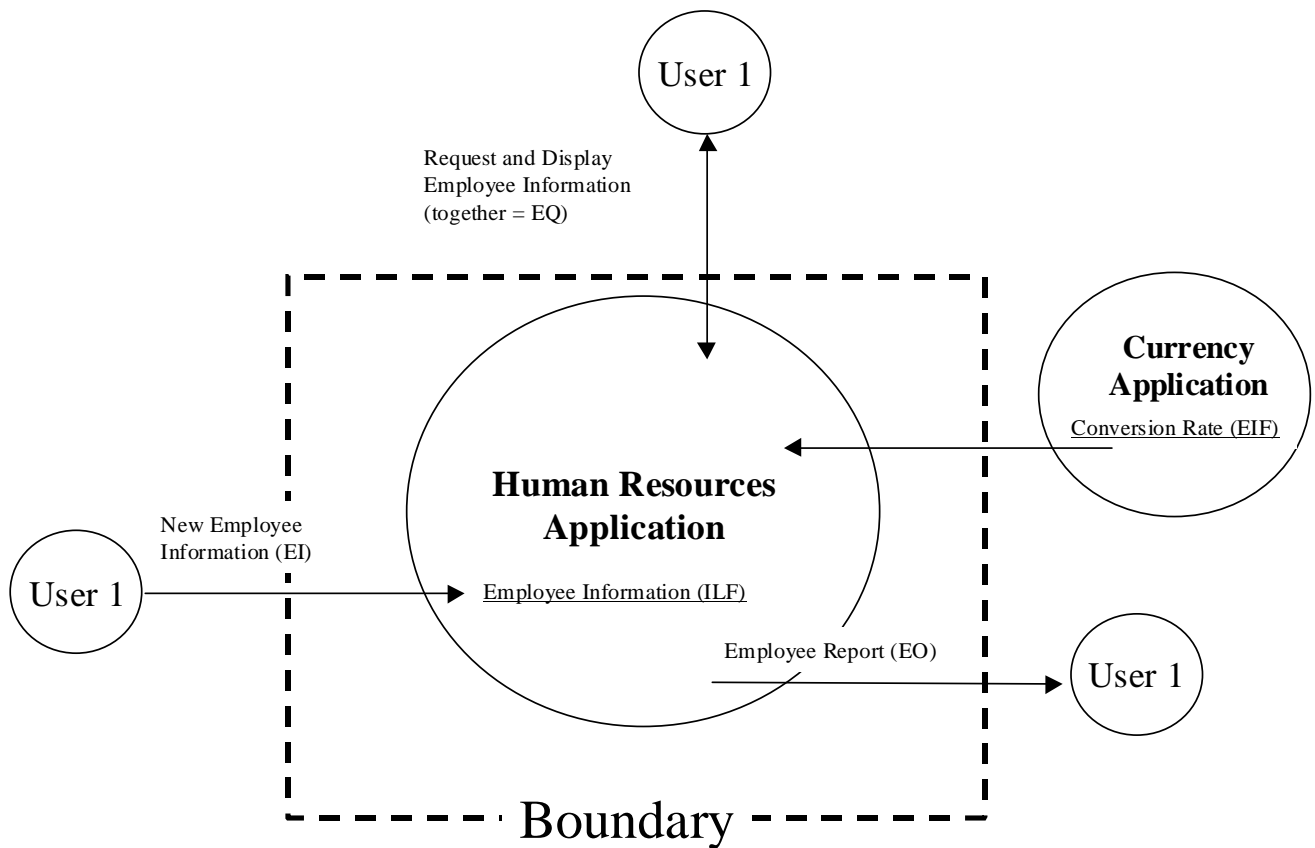 User 1
Request and Display
Employee Information
(together = EQ)
Currency
Application
Conversion Rate (EIF)
Human Resources
Application
New Employee
Information (EI)
User 1
Employee Information (ILF)
Employee Report (EO)
User 1
Boundary